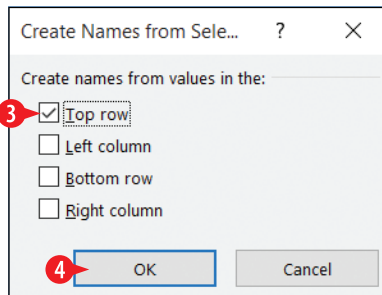 Create Names from Sele... ? ×
Create names from values in the:
3 Top row
Left column
Bottom row
Right column
4 OK Cancel